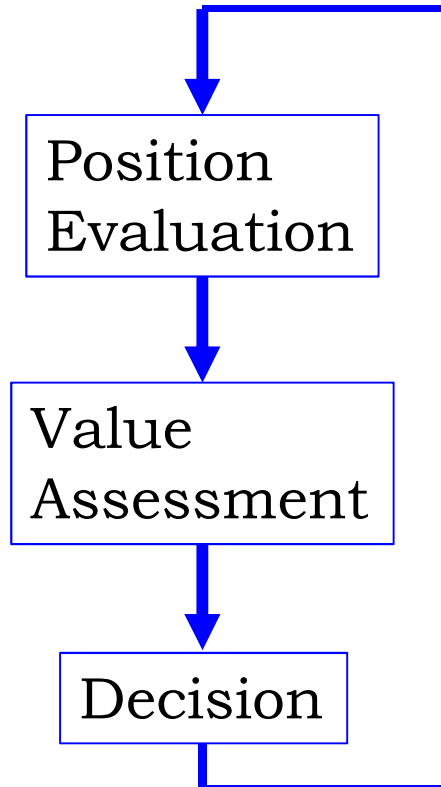 Position
Evaluation
Value
Assessment
Decision